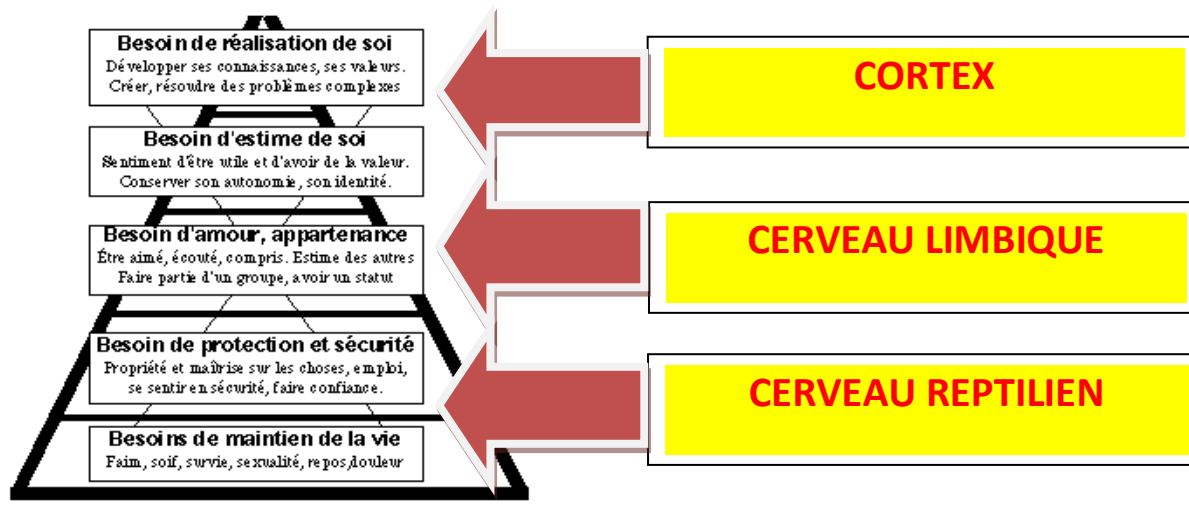 Besoin de réalisation de soi
Développer ses connaissances, ses valeurs.
Créer, résoudre des problèmes complexes
CORTEX
Besoin d'estime de soi
Sentiment d'être utile et d'avoir de la valeur.
Conserver son autonomie, son identité.
Besoin d'amour, appartenance
Être aimé, écouté, compris. Estime des autres
Faire partie d'un groupe, avoir un statut
CERVEAU LIMBIQUE
Besoin de protection et sécurité
Propriété et maîtrise sur les choses, emploi,
se sentir en sécurité, faire confiance.
CERVEAU REPTILIEN
Besoins de maintien de la vie
Faim, soif, survie, sexualité, repos,douleur